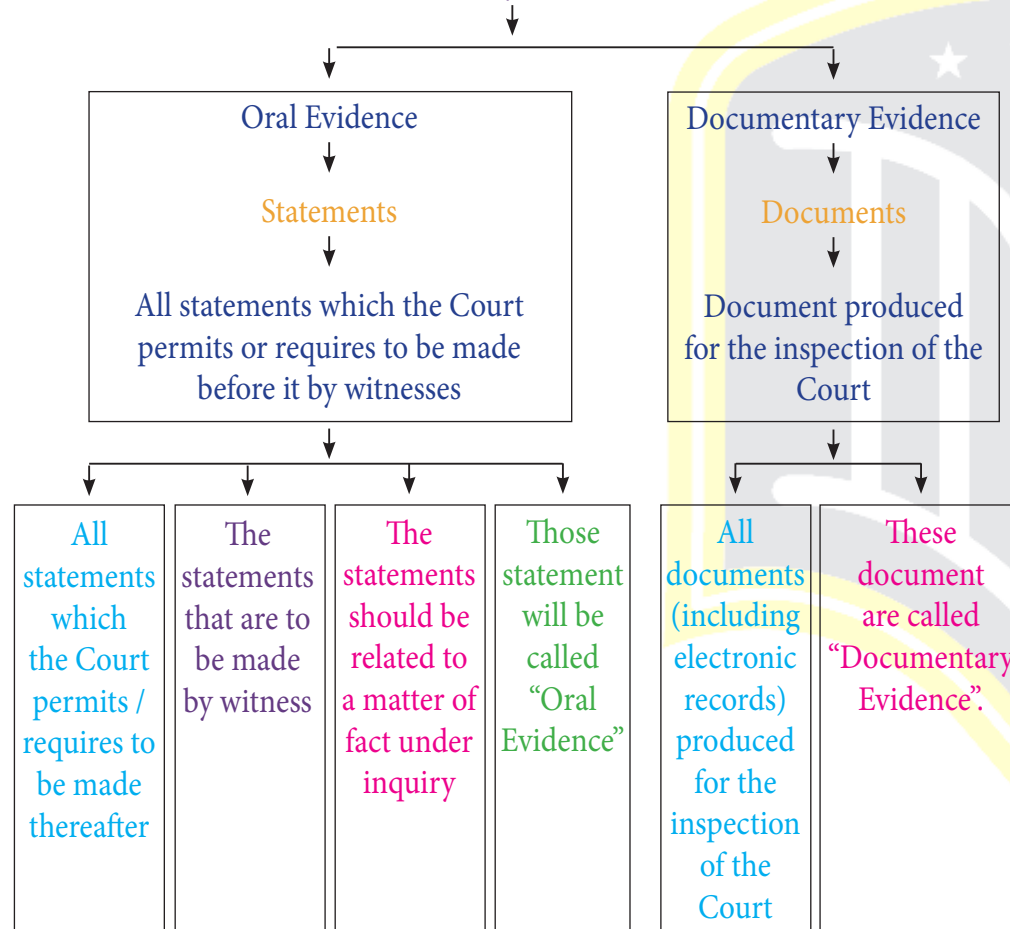 Oral Evidence
Statements
All statements which the Court
permits or requires to be made
before it by witnesses
Documentary Evidence
Documents
Document produced
for the inspection of the
Court
All
statements
which
the Court
permits /
requires to
be made
thereafter
The
statements
that are to
be made
by witness
The
statements
should be
related to
a matter of
fact under
inquiry
Those
statement
will be
called
“Oral
Evidence”
All
documents
(including
electronic
records)
produced
for the
inspection
of the
Court
These
document
are called
“Documentary
Evidence”.